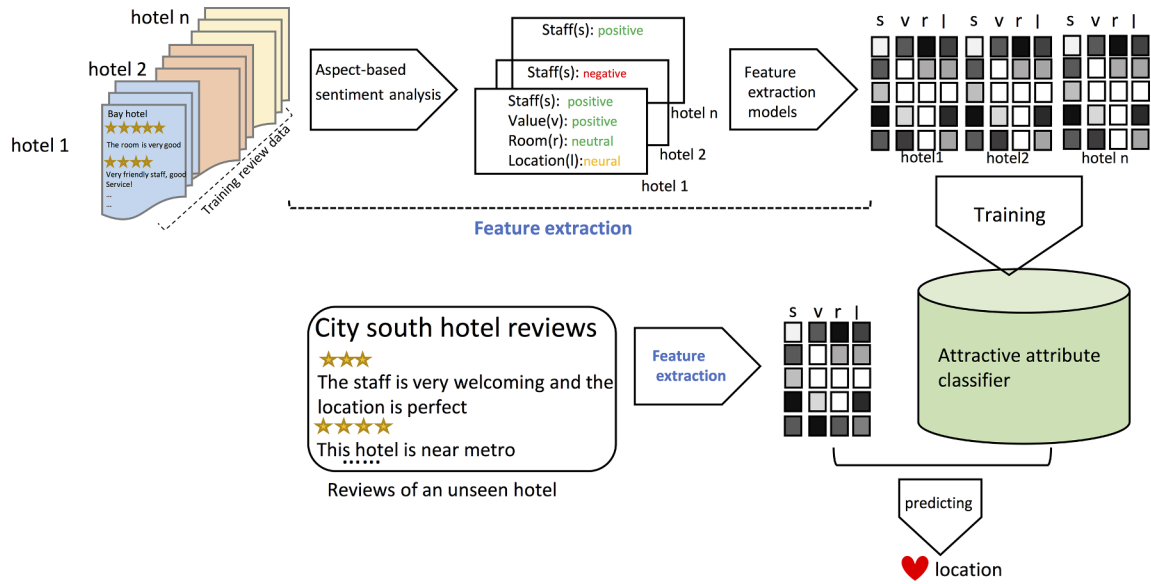 hotel n
hotel 2
hotel 1
Bay hotel
The room is very good
Very friendly staff, good
Service!
...
...
Training review data
Aspect-based
sentiment analysis
Staff(s): positive
Staff(s): negative
Staff(s): positive
Value(v): positive
Room(r): neutral
Location(l):neural
hotel n
hotel 2
hotel 1
Feature
extraction
models
s v r l
s v r l
s v r l
hotel1
hotel2
hotel n
Feature extraction
Training
City south hotel reviews
The staff is very welcoming and the
location is perfect
This hotel is near metro
......
Reviews of an unseen hotel
Feature
extraction
s v r l
Attractive attribute
classifier
predicting
location